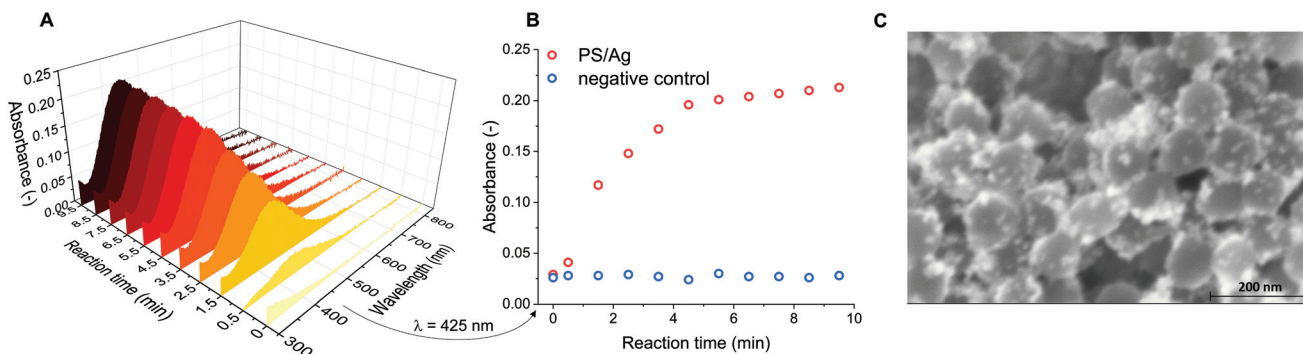 A
Absorbance (-)
0.25
0.20
0.15
0.10
0.05
0.00
9.5
8.5
7.5
6.5
5.5
4.5
3.5
2.5
1.5
0.5
0
Reaction time (min)
300
400
500
600
700
800
Wavelength (nm)
λ = 425 nm
B
Absorbance (-)
0.25
0.20
0.15
0.10
0.05
0.00
PS/Ag
negative control
0 2 4 6 8 10
Reaction time (min)
C
200 nm